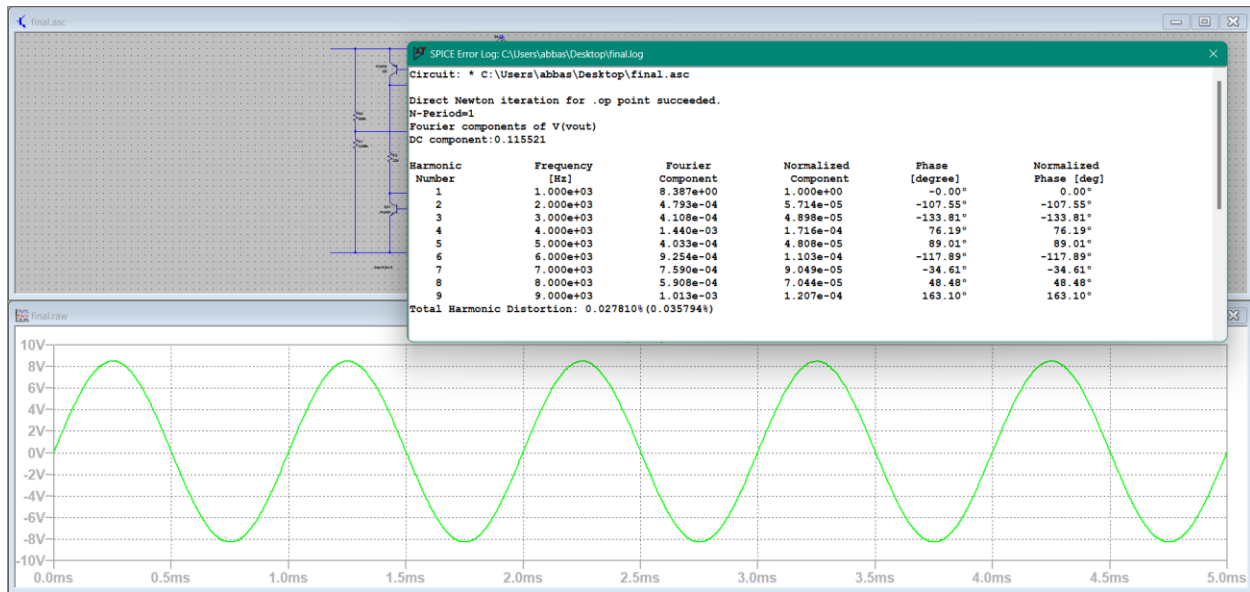 final.asc
SPICE Error Log: C:\Users\abbas\Desktop\final.log
Circuit: * C:\Users\abbas\Desktop\final.asc
Direct Newton iteration for .op point succeeded.
N-Period=1
Fourier components of V(vout)
DC component:0.115521
Harmonic Frequency Fourier Normalized Phase Normalized
Number [Hz] Component Component [degree] Phase [deg]
1 1.000e+03 8.387e+00 1.000e+00 -0.00° 0.00°
2 2.000e+03 4.793e-04 5.714e-05 -107.55° -107.55°
3 3.000e+03 4.108e-04 4.898e-05 -133.81° -133.81°
4 4.000e+03 1.440e-03 1.716e-04 76.19° 76.19°
5 5.000e+03 4.033e-04 4.808e-05 89.01° 89.01°
6 6.000e+03 9.254e-04 1.103e-04 -117.89° -117.89°
7 7.000e+03 7.590e-04 9.049e-05 -34.61° -34.61°
8 8.000e+03 5.908e-04 7.044e-05 48.48° 48.48°
9 9.000e+03 1.013e-03 1.207e-04 163.10° 163.10°
Total Harmonic Distortion: 0.027810%(0.035794%)
final.raw
10V
8V
6V
4V
2V
0V
-2V
-4V
-6V
-8V
-10V
0.0ms 0.5ms 1.0ms 1.5ms 2.0ms 2.5ms 3.0ms 3.5ms 4.0ms 4.5ms 5.0ms